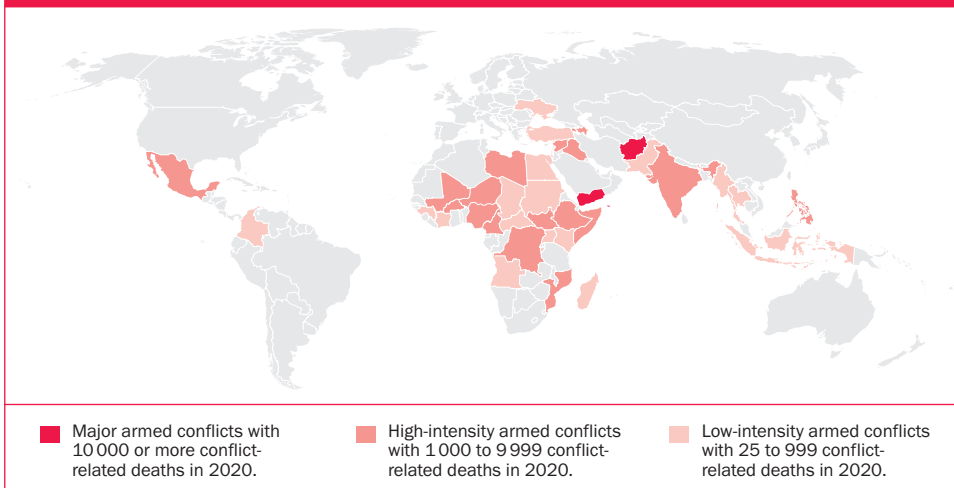 Major armed conflicts with
10 000 or more conflict-
related deaths in 2020.
High-intensity armed conflicts
with 1 000 to 9 999 conflict-
related deaths in 2020.
Low-intensity armed conflicts
with 25 to 999 conflict-
related deaths in 2020.